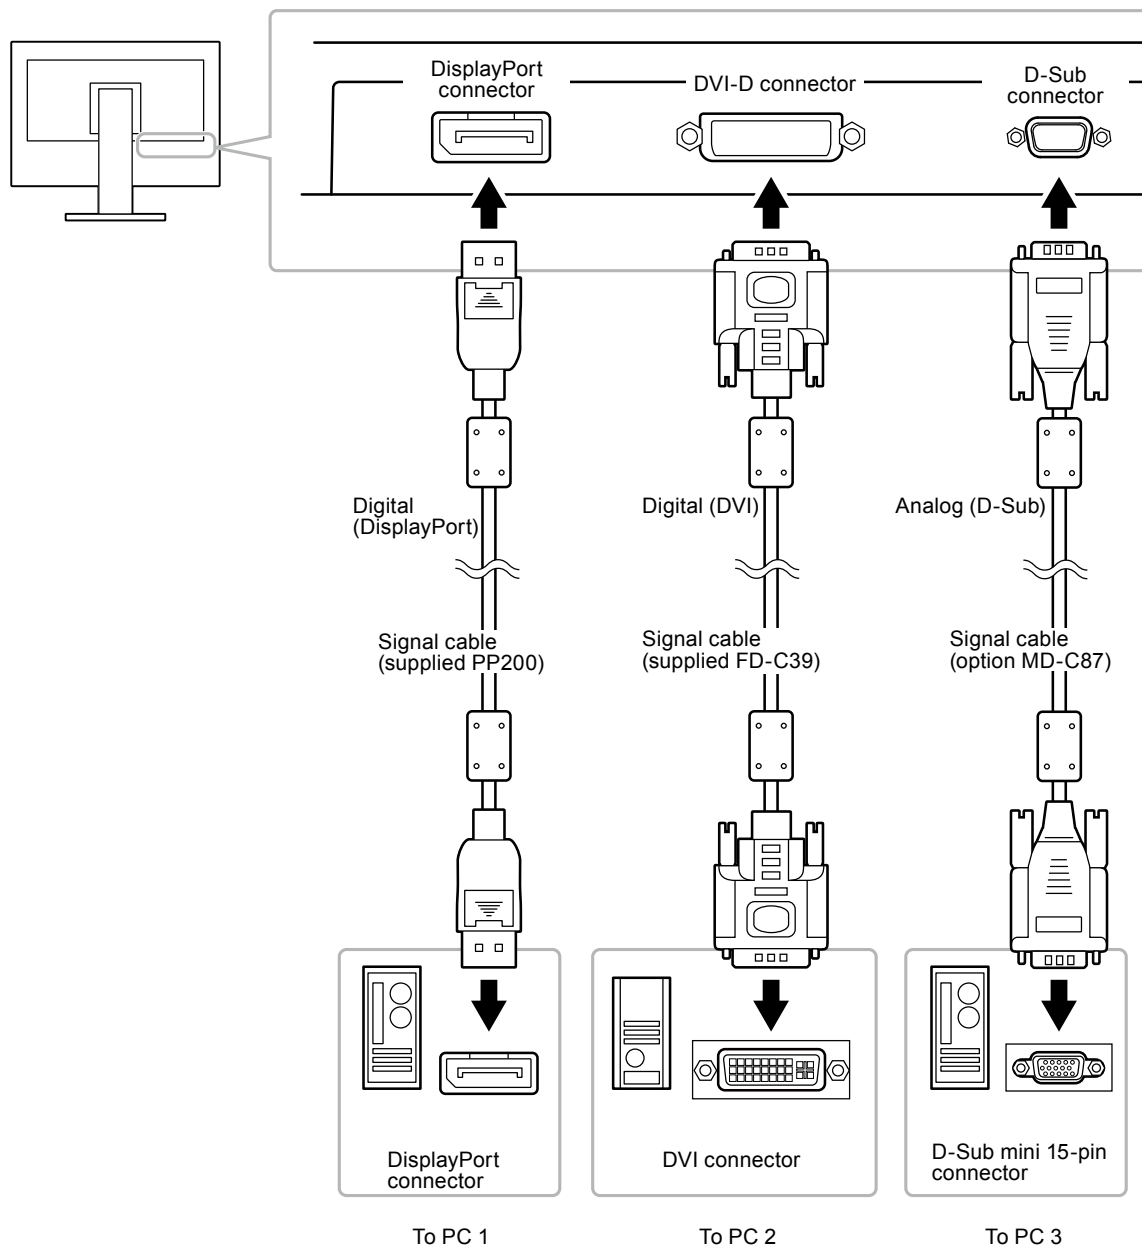 DisplayPort
connector
DVI-D connector
D-Sub
connector
Digital
(DisplayPort)
Digital (DVI)
Analog (D-Sub)
Signal cable
(supplied PP200)
Signal cable
(supplied FD-C39)
Signal cable
(option MD-C87)
DisplayPort
connector
DVI connector
D-Sub mini 15-pin
connector
To PC 1
To PC 2
To PC 3